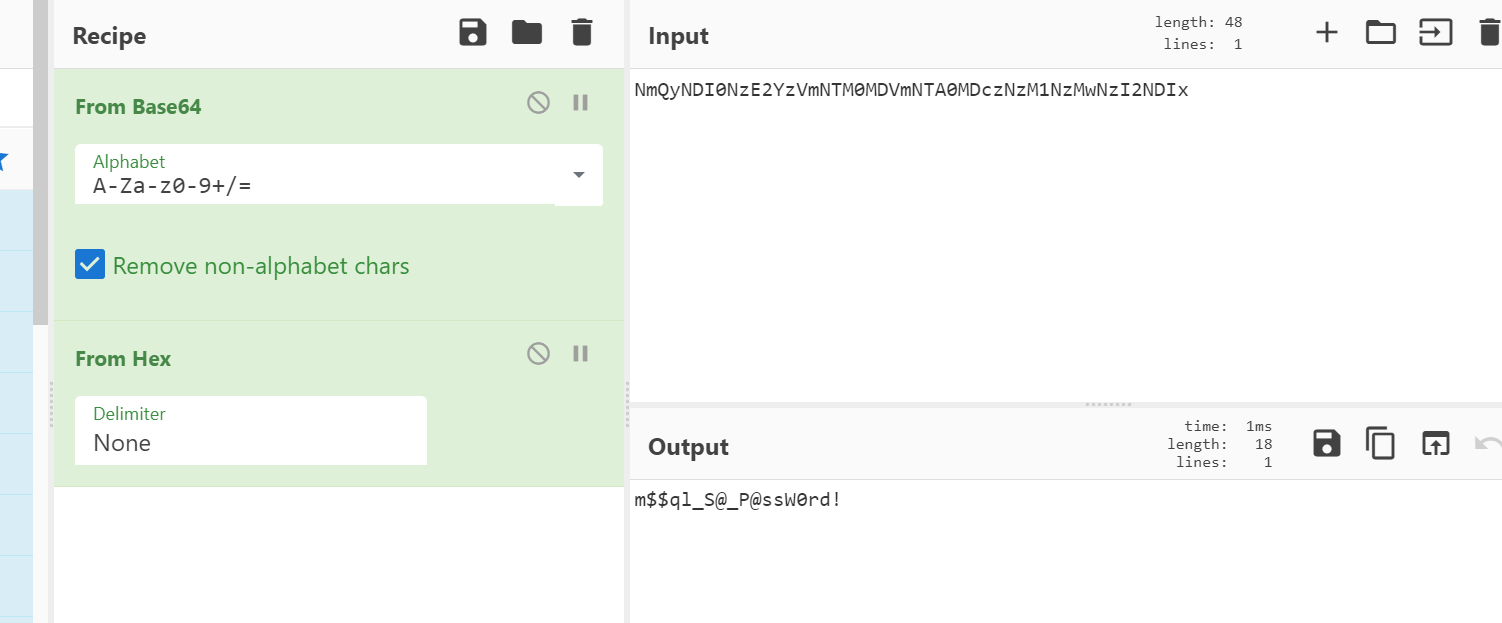 Recipe
From Base64
Alphabet
A-Za-z0-9+/=
Remove non-alphabet chars
From Hex
Delimiter
None
Input
length: 48
lines: 1
NmQyNDI0NzE2YzVmNTM0MDVmNTA0MDczNzM1NzMwNzI2NDIx
Output
time: 1ms
length: 18
lines: 1
m$$ql_S@_P@ssW0rd!